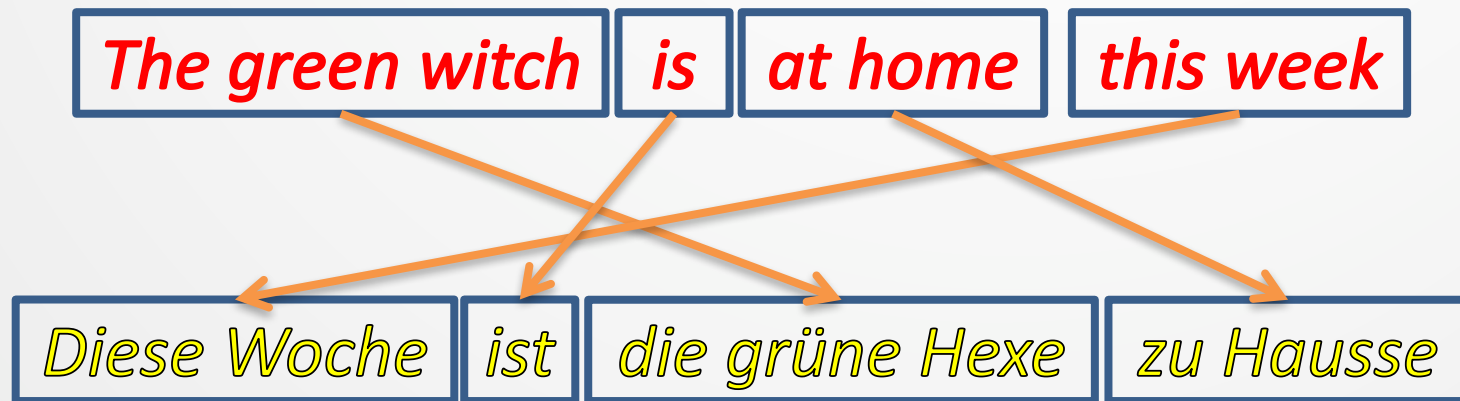 The green witch is at home this week
Diese Woche ist die grüne Hexe zu Hausse